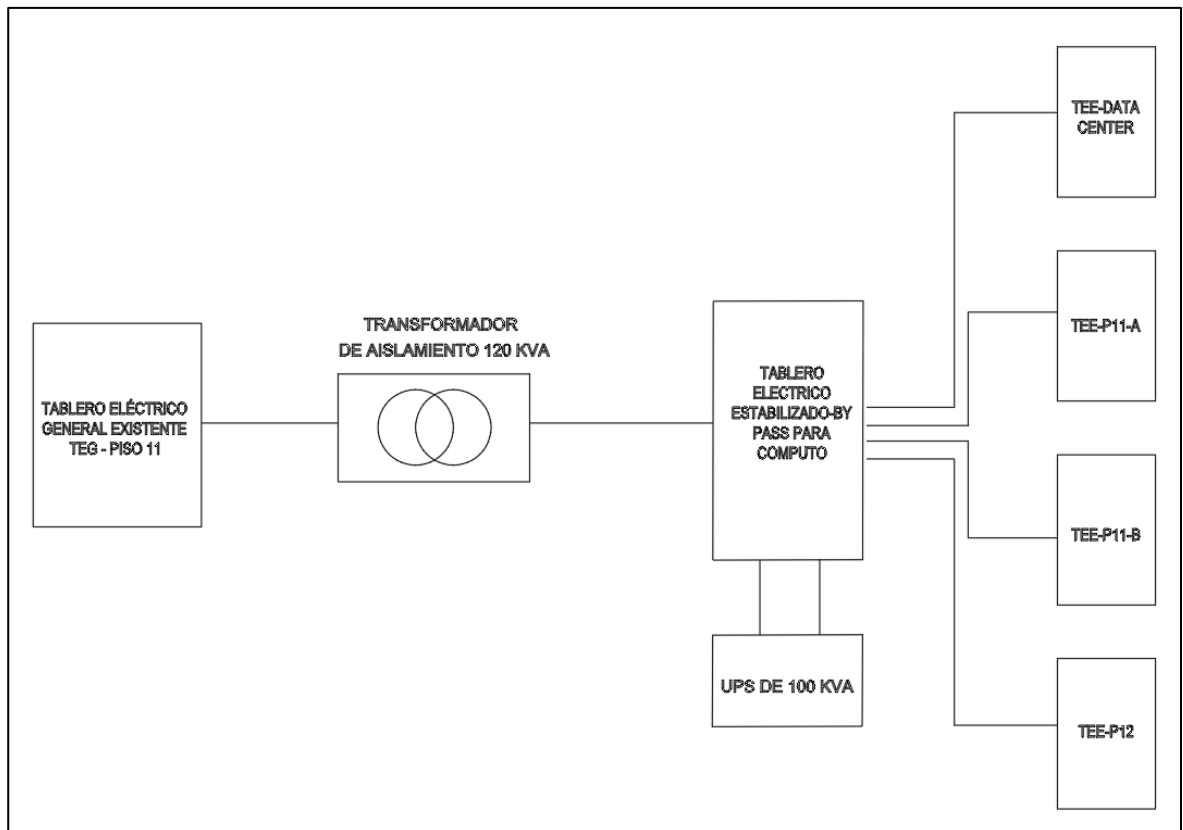 TABLERO ELÉCTRICO
GENERAL EXISTENTE
TEG - PISO 11
TRANSFORMADOR
DE AISLAMIENTO 120 KVA
TABLERO
ELECTRICO
ESTABILIZADO-BY
PASS PARA
COMPUTO
UPS DE 100 KVA
TEE-DATA
CENTER
TEE-P11-A
TEE-P11-B
TEE-P12